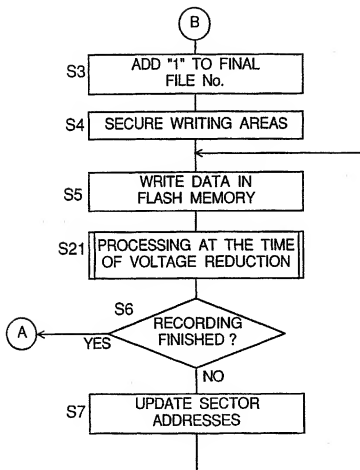 B
S3
ADD "1" TO FINAL
FILE No.
S4
SECURE WRITING AREAS
S5
WRITE DATA IN
FLASH MEMORY
S21
PROCESSING AT THE TIME
OF VOLTAGE REDUCTION
S6
RECORDING
FINISHED ?
A
YES
NO
S7
UPDATE SECTOR
ADDRESSES